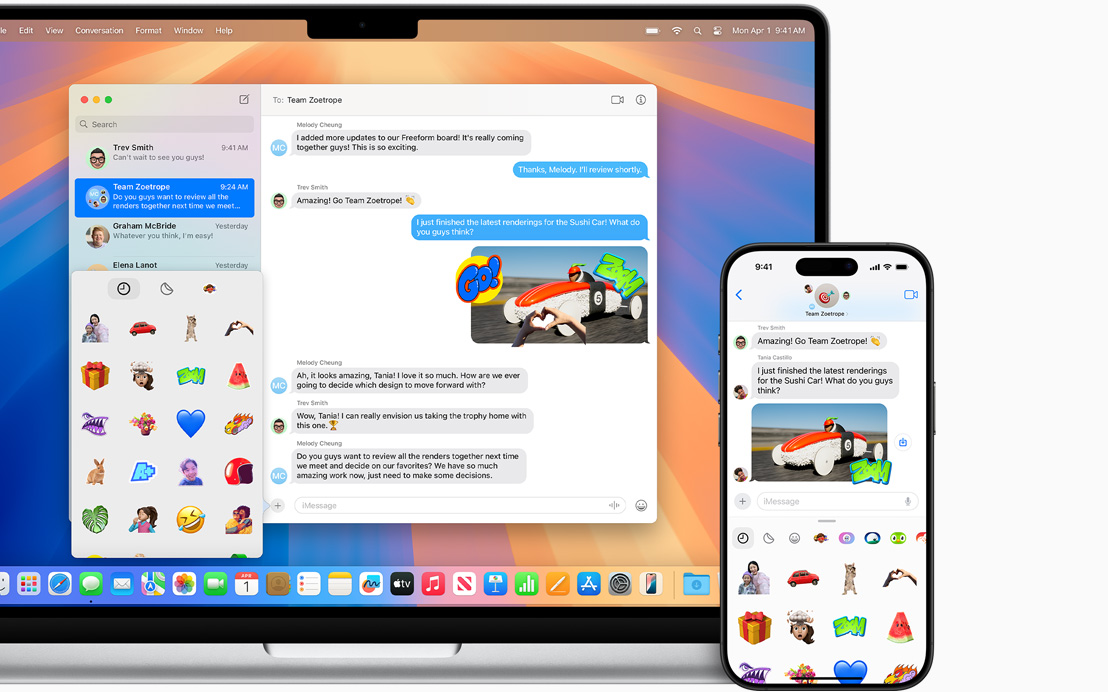 Edit View Conversation Format Window Help
Mon Apr 1 9:41 AM
Search
Trev Smith 9:41 AM
Can't wait to see you guys!
Team Zoetrope 9:24 AM
Do you guys want to review all the
renders together next time we meet...
Graham McBride Yesterday
Whatever you think, I'm easy!
Elena Lanot Yesterday
To: Team Zoetrope
Melody Cheung
MC
I added more updates to our Freeform board! It's really coming
together guys! This is so exciting.
Thanks, Melody. I'll review shortly.
Trev Smith
Amazing! Go Team Zoetrope! 👏
I just finished the latest renderings for the Sushi Car! What do
you guys think?
GO!
ZOOM
5
Melody Cheung
MC
Ah, it looks amazing, Tania! I love it so much. How are we ever
going to decide which design to move forward with?
Trev Smith
Wow, Tania! I can really envision us taking the trophy home with
this one. 🏆
Melody Cheung
MC
Do you guys want to review all the renders together next time
we meet and decide on our favorites? We have so much
amazing work now, just need to make some decisions.
iMessage
ZOOM
A+
APR
1
tv
9:41
Team Zoetrope
Trev Smith
Amazing! Go Team Zoetrope! 👏
Tania Castillo
I just finished the latest renderings
for the Sushi Car! What do you guys
think?
5
ZOOM
iMessage
ZOOM